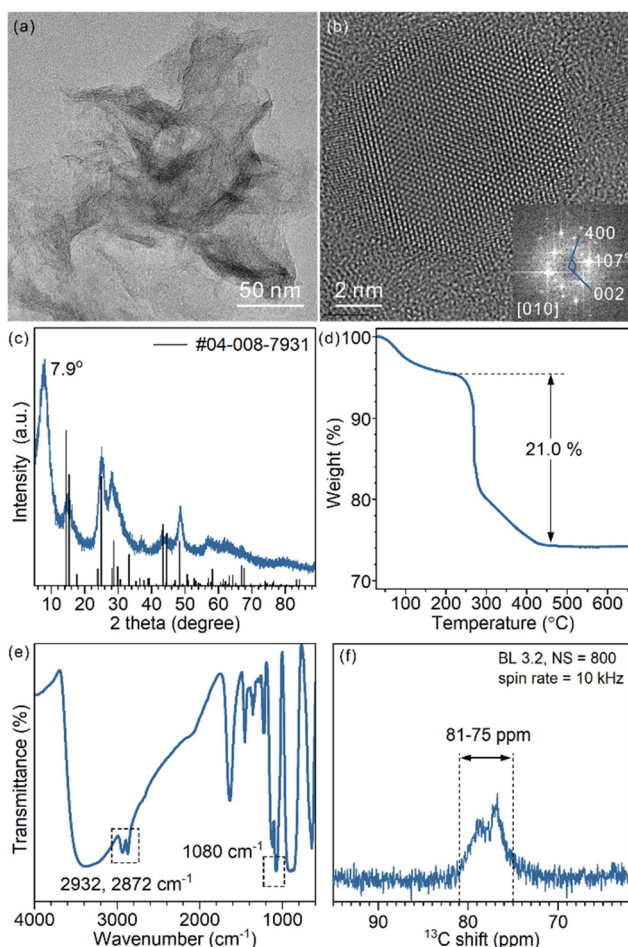 (a)
50 nm
(b)
2 nm
400
107°
002
[010]
(c)
7.9°
#04-008-7931
Intensity (a.u.)
10 20 30 40 50 60 70 80
2 theta (degree)
(d)
100
90
80
70
Weight (%)
21.0 %
0 100 200 300 400 500 600
Temperature (°C)
(e)
Transmittance (%)
2932, 2872 cm⁻¹
1080 cm⁻¹
4000 3000 2000 1000
Wavenumber (cm⁻¹)
(f)
BL 3.2, NS = 800
spin rate = 10 kHz
81-75 ppm
90 80 70
¹³C shift (ppm)